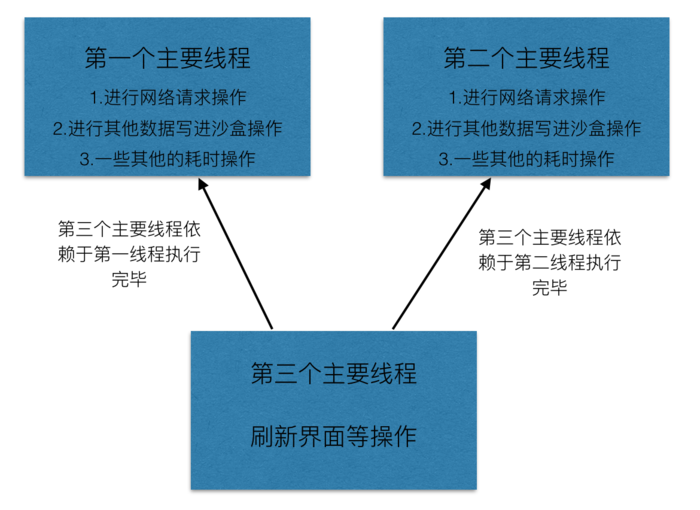 第一个主要线程
1.进行网络请求操作
2.进行其他数据写进沙盒操作
3.一些其他的耗时操作
第二个主要线程
1.进行网络请求操作
2.进行其他数据写进沙盒操作
3.一些其他的耗时操作
第三个主要线程依
赖于第一线程执行
完毕
第三个主要线程依
赖于第二线程执行
完毕
第三个主要线程
刷新界面等操作